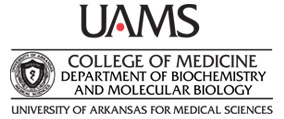 UAMS
COLLEGE OF MEDICINE
DEPARTMENT OF BIOCHEMISTRY
AND MOLECULAR BIOLOGY
UNIVERSITY OF ARKANSAS FOR MEDICAL SCIENCES